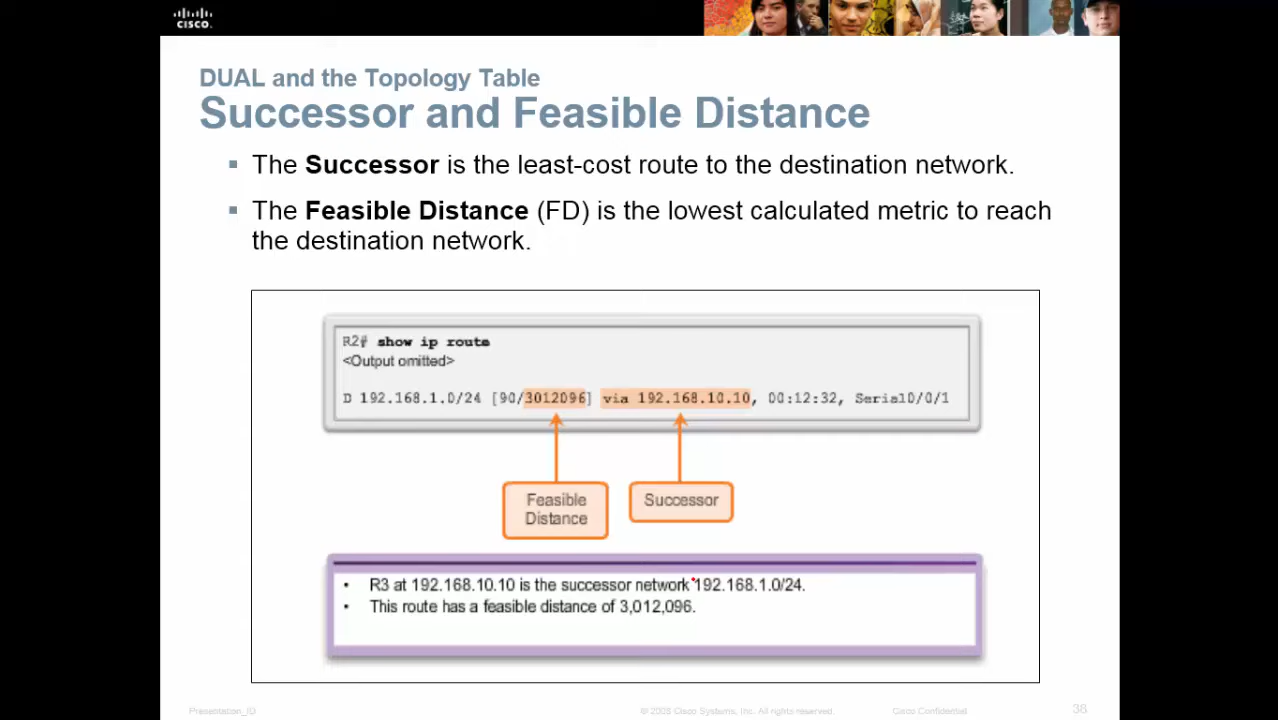 CISCO.
DUAL and the Topology Table
Successor and Feasible Distance
▪ The Successor is the least-cost route to the destination network.
▪ The Feasible Distance (FD) is the lowest calculated metric to reach
the destination network.
R2# show ip route
<Output omitted>
D 192.168.1.0/24 [90/3012096] via 192.168.10.10, 00:12:32, Serial0/0/1
Feasible
Distance
Successor
• R3 at 192.168.10.10 is the successor network 192.168.1.0/24.
• This route has a feasible distance of 3,012,096.
Presentation_ID
© 2008 Cisco Systems, Inc. All rights reserved.
Cisco Confidential
38